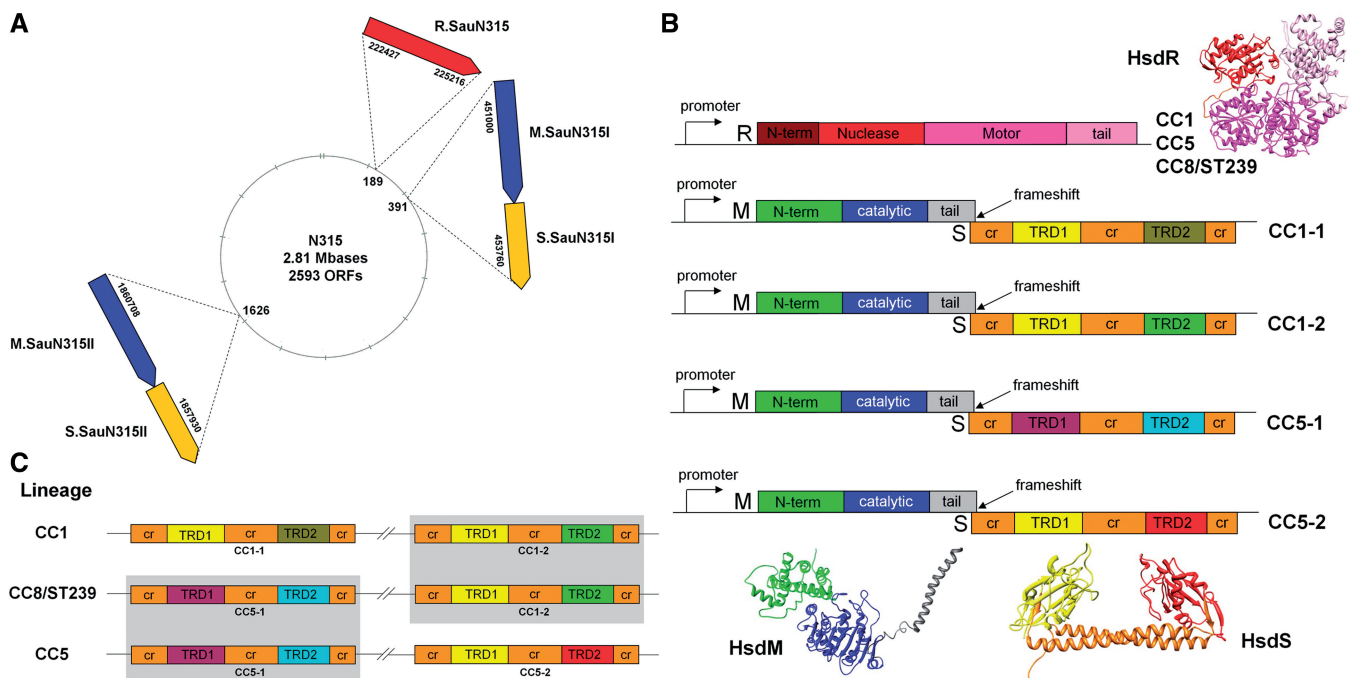 A
R.SauN315
222427
225216
451000
M.SauN315I
189
391
N315
2.81 Mbases
2593 ORFs
453760
S.SauN315I
1626
1860708
M.SauN315II
1857930
S.SauN315II
B
HsdR
promoter
R N-term Nuclease Motor tail
CC1
CC5
CC8/ST239
promoter
frameshift
M N-term catalytic tail
S cr TRD1 cr TRD2 cr CC1-1
promoter
frameshift
M N-term catalytic tail
S cr TRD1 cr TRD2 cr CC1-2
promoter
frameshift
M N-term catalytic tail
S cr TRD1 cr TRD2 cr CC5-1
promoter
frameshift
M N-term catalytic tail
S cr TRD1 cr TRD2 cr CC5-2
HsdM
HsdS
C
Lineage
CC1 cr TRD1 cr TRD2 cr // cr TRD1 cr TRD2 cr
CC1-1 CC1-2
CC8/ST239 cr TRD1 cr TRD2 cr // cr TRD1 cr TRD2 cr
CC5-1 CC1-2
CC5 cr TRD1 cr TRD2 cr // cr TRD1 cr TRD2 cr
CC5-1 CC5-2